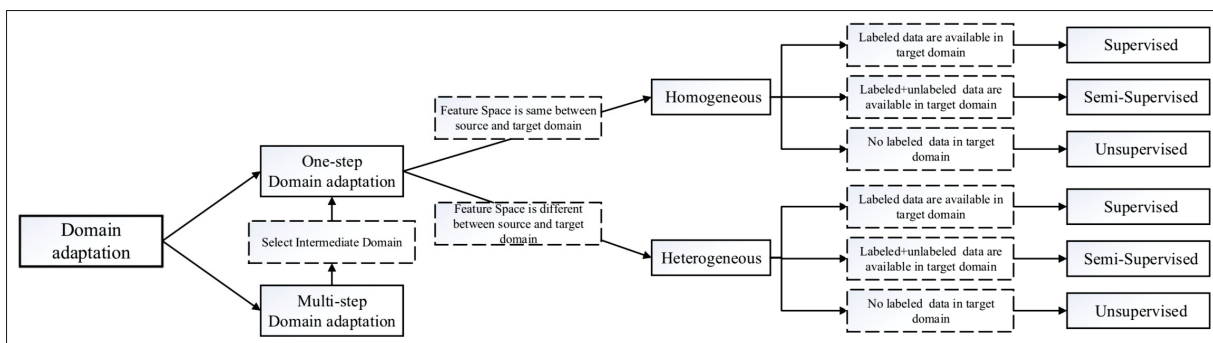 Domain
adaptation
One-step
Domain adaptation
Select Intermediate Domain
Multi-step
Domain adaptation
Feature Space is same between
source and target domain
Feature Space is different
between source and target
domain
Homogeneous
Heterogeneous
Labeled data are available in
target domain
Supervised
Labeled+unlabeled data are
available in target domain
Semi-Supervised
No labeled data in target
domain
Unsupervised
Labeled data are available in
target domain
Supervised
Labeled+unlabeled data are
available in target domain
Semi-Supervised
No labeled data in target
domain
Unsupervised